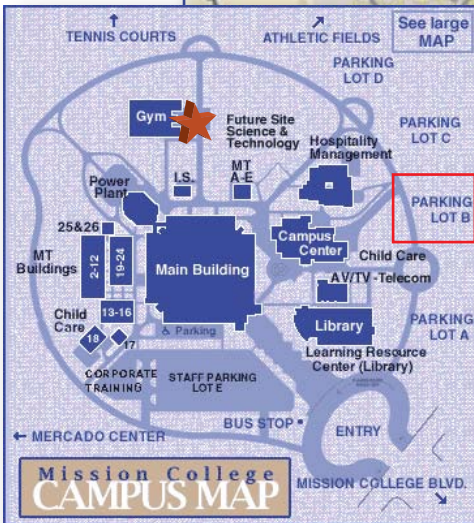 TENNIS COURTS
ATHLETIC FIELDS
See large
MAP
PARKING
LOT D
Gym
Future Site
Science &
Technology
PARKING
LOT C
Hospitality
Management
I.S.
MT
A-E
Power
Plant
PARKING
LOT B
25&26
MT
Buildings
2-12
19-24
Main Building
Campus
Center
Child Care
AV/TV-Telecom
13-16
Child
Care
18
17
Parking
Library
PARKING
LOT A
Learning Resource
Center (Library)
CORPORATE
TRAINING
STAFF PARKING
LOT E
BUS STOP
ENTRY
MERCADO CENTER
Mission College
CAMPUS MAP
MISSION COLLEGE BLVD.